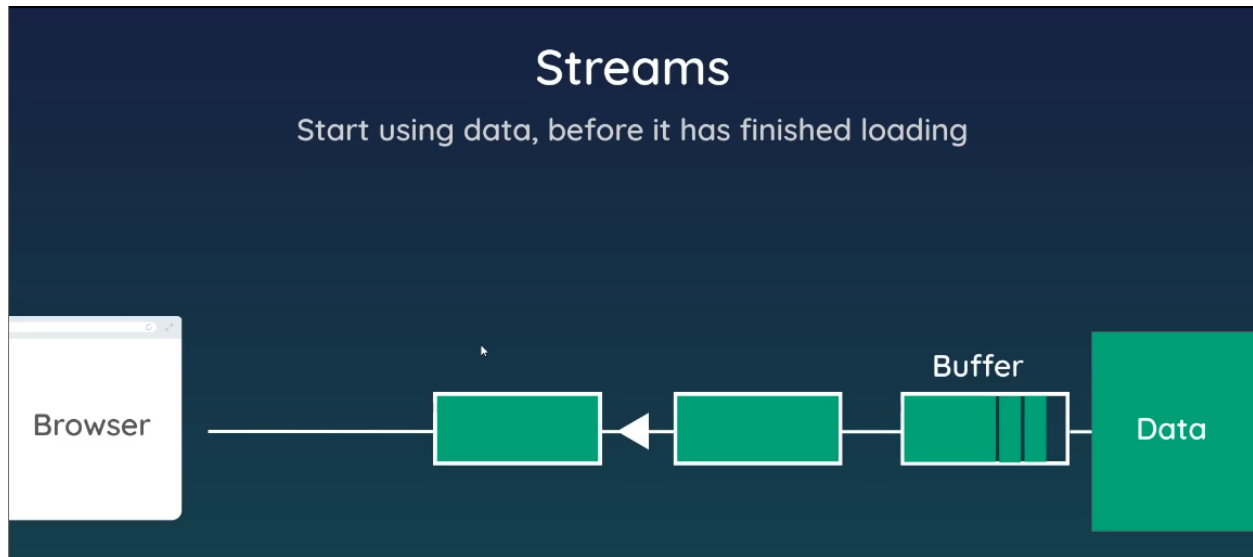 Streams
Start using data, before it has finished loading
Buffer
Browser
Data